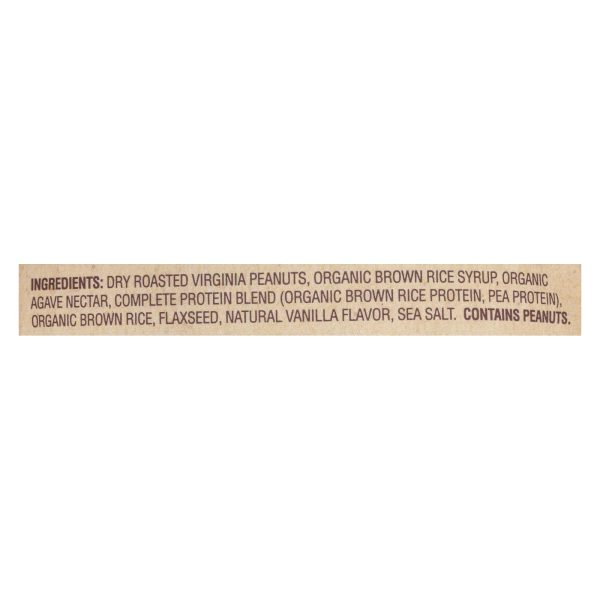 INGREDIENTS: DRY ROASTED VIRGINIA PEANUTS, ORGANIC BROWN RICE SYRUP, ORGANIC
AGAVE NECTAR, COMPLETE PROTEIN BLEND (ORGANIC BROWN RICE PROTEIN, PEA PROTEIN),
ORGANIC BROWN RICE, FLAXSEED, NATURAL VANILLA FLAVOR, SEA SALT. CONTAINS PEANUTS.